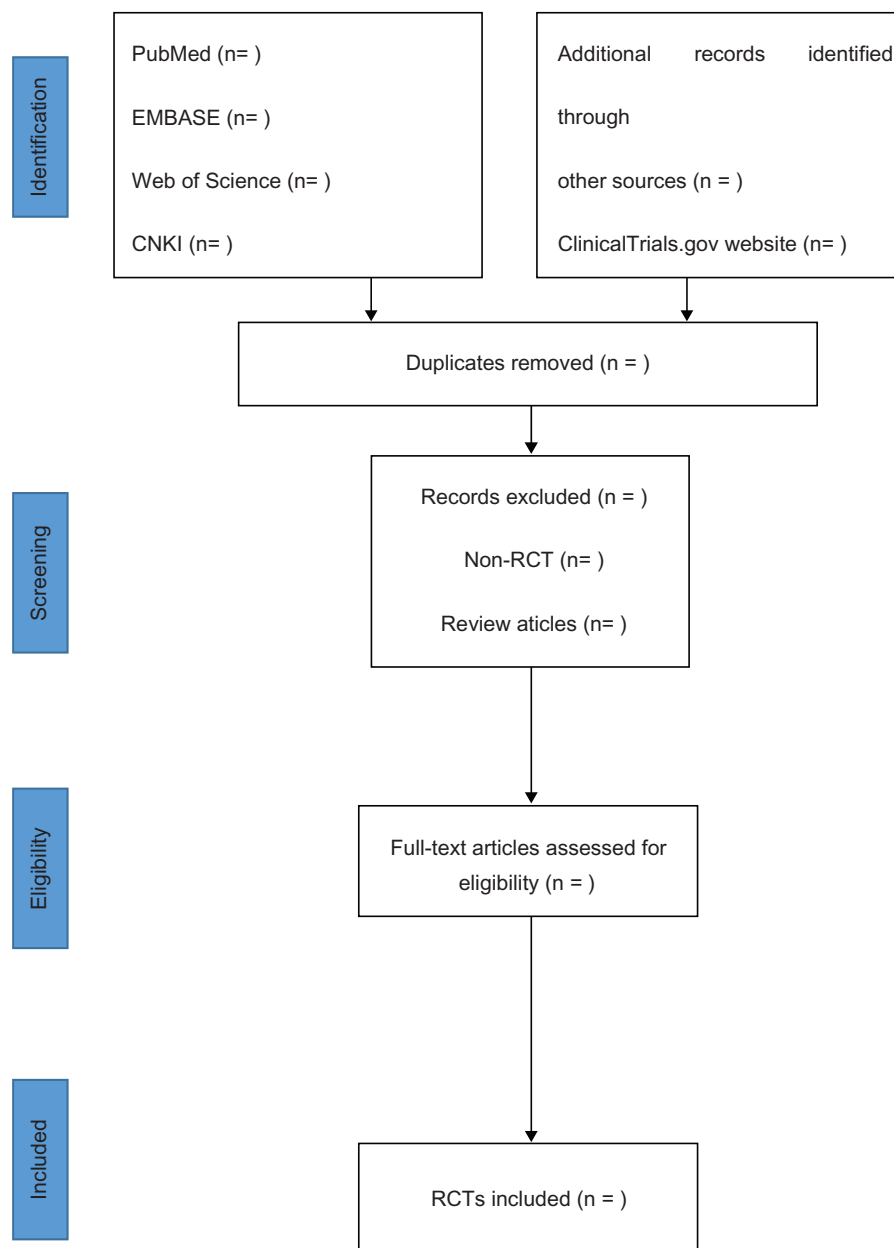 Identification
PubMed (n= )
EMBASE (n= )
Web of Science (n= )
CNKI (n= )
Additional records identified
through
other sources (n = )
ClinicalTrials.gov website (n= )
Duplicates removed (n = )
Screening
Records excluded (n = )
Non-RCT (n= )
Review aticles (n= )
Eligibility
Full-text articles assessed for
eligibility (n = )
Included
RCTs included (n = )